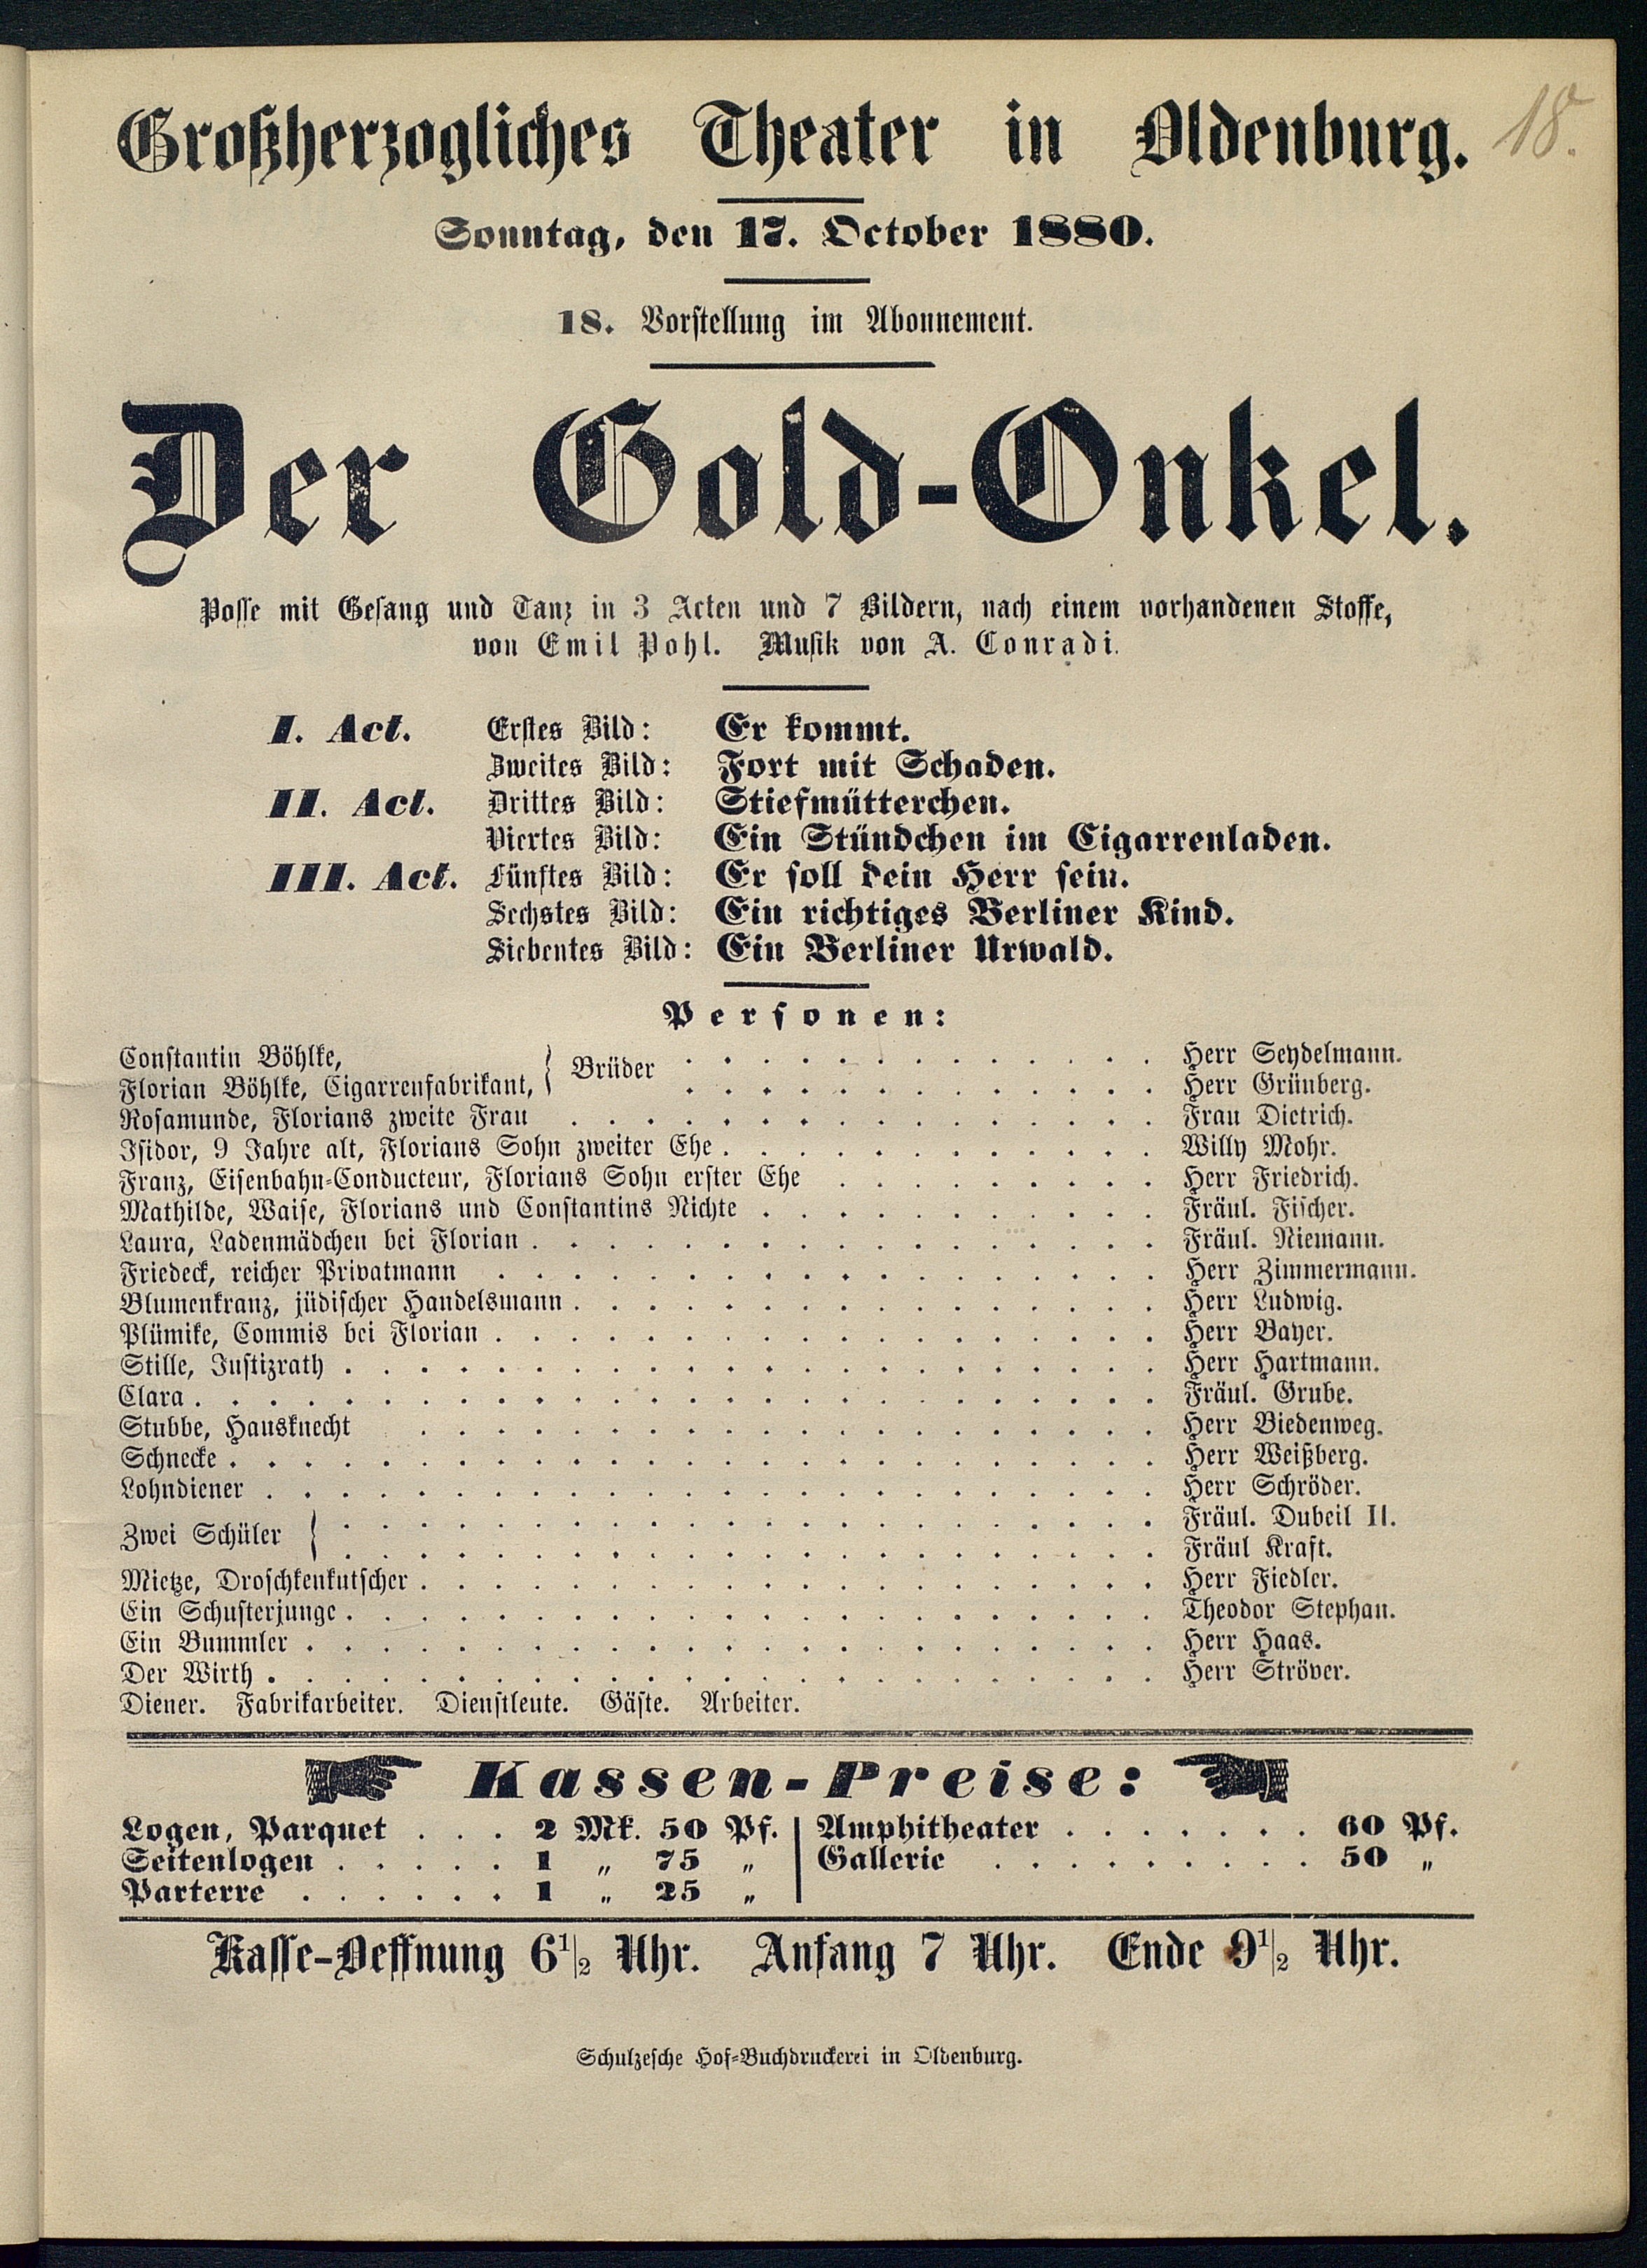 Großherzogliches Theater in Oldenburg.
18.
Sonntag, den 17. October 1880.
18. Vorstellung im Abonnement.
Der Gold-Onkel.
Posse mit Gesang und Tanz in 3 Acten und 7 Bildern, nach einem vorhandenen Stoffe,
von Emil Pohl. Musik von A. Conradi.
I. Act. Erstes Bild: Er kommt.
Zweites Bild: Fort mit Schaden.
II. Act. Drittes Bild: Stiefmütterchen.
Viertes Bild: Ein Stündchen im Cigarrenladen.
III. Act. Fünftes Bild: Er soll dein Herr sein.
Sechstes Bild: Ein richtiges Berliner Kind.
Siebentes Bild: Ein Berliner Urwald.
Personen:
Constantin Böhlke, } Brüder . . . . . . . . . . . . . Herr Seydelmann.
Florian Böhlke, Cigarrenfabrikant, . . . . . . . . . . . . . Herr Grünberg.
Rosamunde, Florians zweite Frau . . . . . . . . . . . . . . . . Frau Dietrich.
Isidor, 9 Jahre alt, Florians Sohn zweiter Ehe . . . . . . . . . . . . Willy Mohr.
Franz, Eisenbahn-Conducteur, Florians Sohn erster Ehe . . . . . . . . . Herr Friedrich.
Mathilde, Waise, Florians und Constantins Nichte . . . . . . . . . . . Fräul. Fischer.
Laura, Ladenmädchen bei Florian . . . . . . . . . . . . . . . . . Fräul. Niemann.
Friedeck, reicher Privatmann . . . . . . . . . . . . . . . . . . Herr Zimmermann.
Blumenkranz, jüdischer Handelsmann . . . . . . . . . . . . . . . . Herr Ludwig.
Plümike, Commis bei Florian . . . . . . . . . . . . . . . . . . Herr Bayer.
Stille, Justizrath . . . . . . . . . . . . . . . . . . . . . . Herr Hartmann.
Clara . . . . . . . . . . . . . . . . . . . . . . . . . . Fräul. Grube.
Stubbe, Hausknecht . . . . . . . . . . . . . . . . . . . . Herr Biedenweg.
Schnecke . . . . . . . . . . . . . . . . . . . . . . . . . Herr Weißberg.
Lohndiener . . . . . . . . . . . . . . . . . . . . . . . . Herr Schröder.
Zwei Schüler { . . . . . . . . . . . . . . . . . . . . . . Fräul. Dubeil II.
. . . . . . . . . . . . . . . . . . . . . . Fräul Kraft.
Mietze, Droschkenkutscher . . . . . . . . . . . . . . . . . . . . Herr Fiedler.
Ein Schusterjunge . . . . . . . . . . . . . . . . . . . . . . Theodor Stephan.
Ein Bummler . . . . . . . . . . . . . . . . . . . . . . . Herr Haas.
Der Wirth . . . . . . . . . . . . . . . . . . . . . . . . Herr Ströver.
Diener. Fabrikarbeiter. Dienstleute. Gäste. Arbeiter.
Kassen-Preise:
Logen, Parquet . . . 2 Mk. 50 Pf. | Amphitheater . . . . . . . 60 Pf.
Seitenlogen . . . . . 1 „ 75 „ | Gallerie . . . . . . . . . 50 „
Parterre . . . . . . 1 „ 25 „
Kasse-Oeffnung 6 1/2 Uhr. Anfang 7 Uhr. Ende 9 1/2 Uhr.
Schulzesche Hof-Buchdruckerei in Oldenburg.